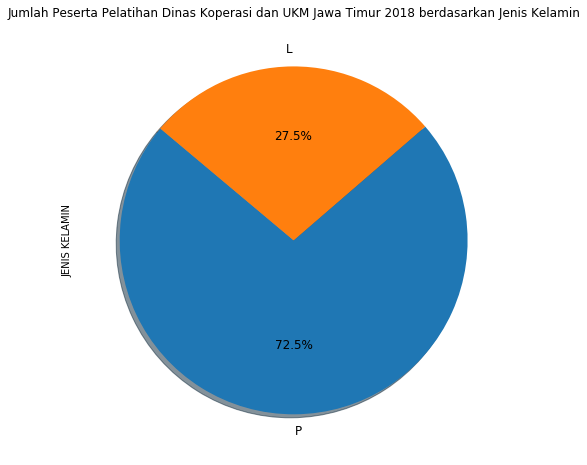 Jumlah Peserta Pelatihan Dinas Koperasi dan UKM Jawa Timur 2018 berdasarkan Jenis Kelamin
L
27.5%
JENIS KELAMIN
72.5%
P